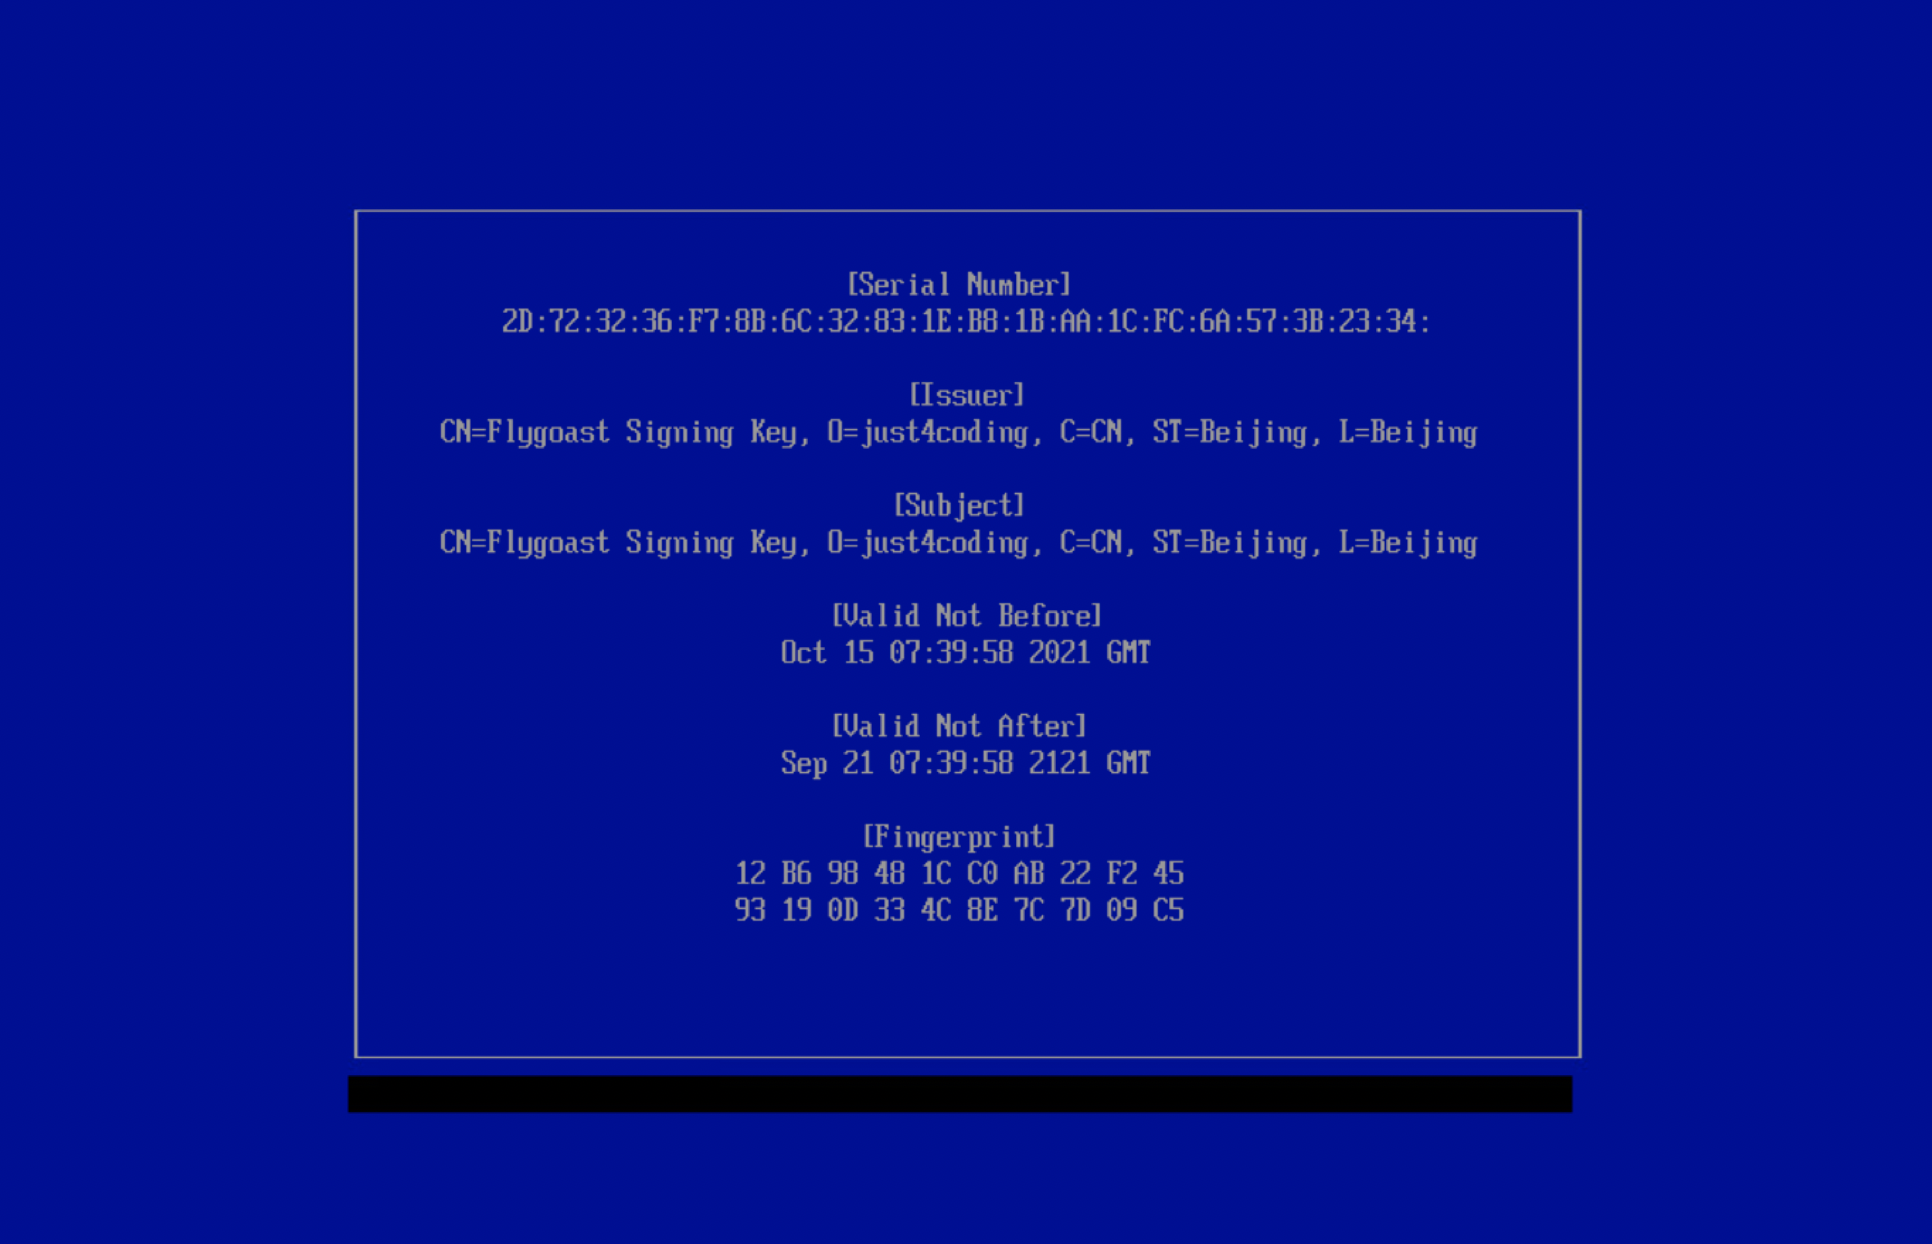 [Serial Number]
2D:72:32:36:F7:8B:6C:32:83:1E:B8:1B:AA:1C:FC:6A:57:3B:23:34:
[Issuer]
CN=Flygoast Signing Key, O=just4coding, C=CN, ST=Beijing, L=Beijing
[Subject]
CN=Flygoast Signing Key, O=just4coding, C=CN, ST=Beijing, L=Beijing
[Valid Not Before]
Oct 15 07:39:58 2021 GMT
[Valid Not After]
Sep 21 07:39:58 2121 GMT
[Fingerprint]
12 B6 98 48 1C C0 AB 22 F2 45
93 19 0D 33 4C 8E 7C 7D 09 C5